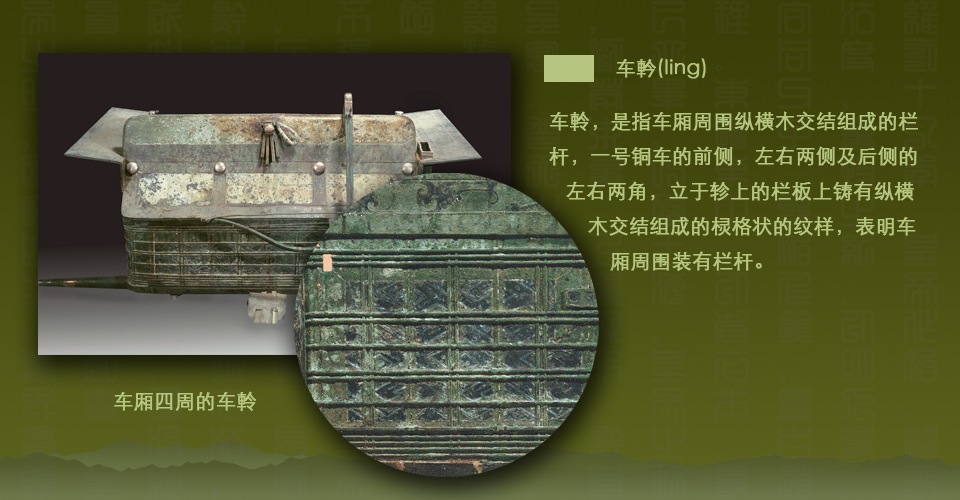 车軨(ling)
车軨，是指车厢周围纵横木交结组成的栏
杆，一号铜车的前侧，左右两侧及后侧的
左右两角，立于轸上的栏板上铸有纵横
木交结组成的棂格状的纹样，表明车
厢周围装有栏杆。
车厢四周的车軨